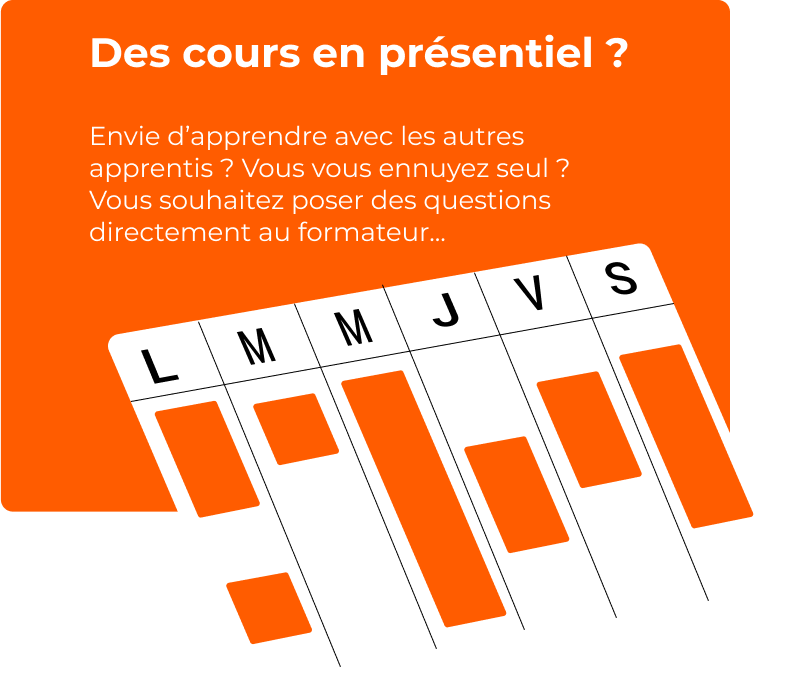 Des cours en présentiel ?
Envie d’apprendre avec les autres
apprentis ? Vous vous ennuyez seul ?
Vous souhaitez poser des questions
directement au formateur...
L M M J V S